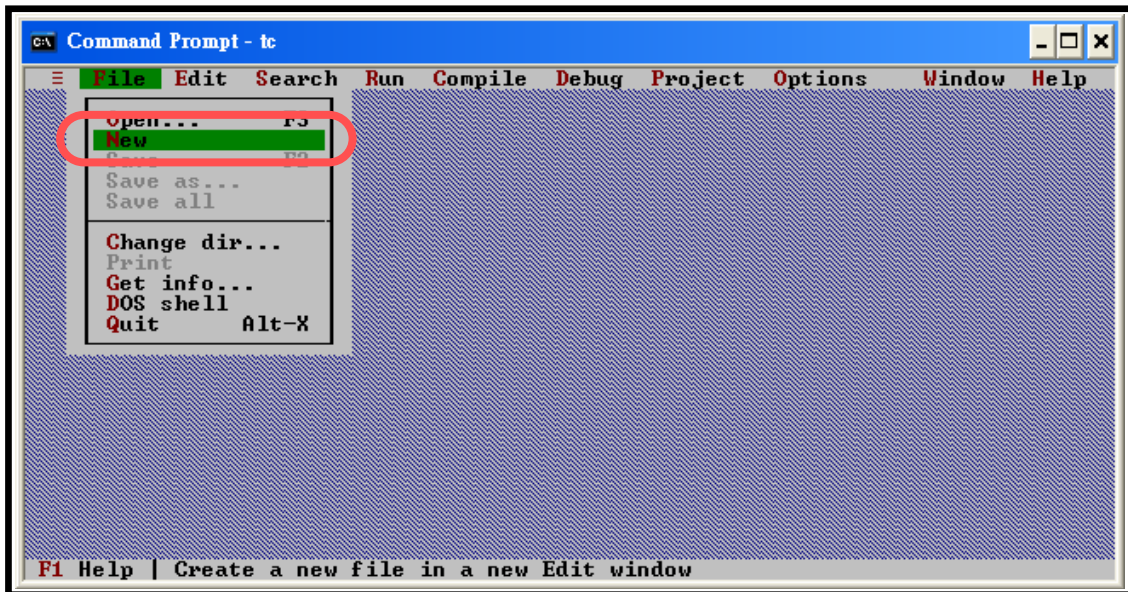 C:\ Command Prompt - tc
≡ File Edit Search Run Compile Debug Project Options Window Help
Open... F3
New
Save F2
Save as...
Save all
Change dir...
Print
Get info...
DOS shell
Quit Alt-X
F1 Help | Create a new file in a new Edit window